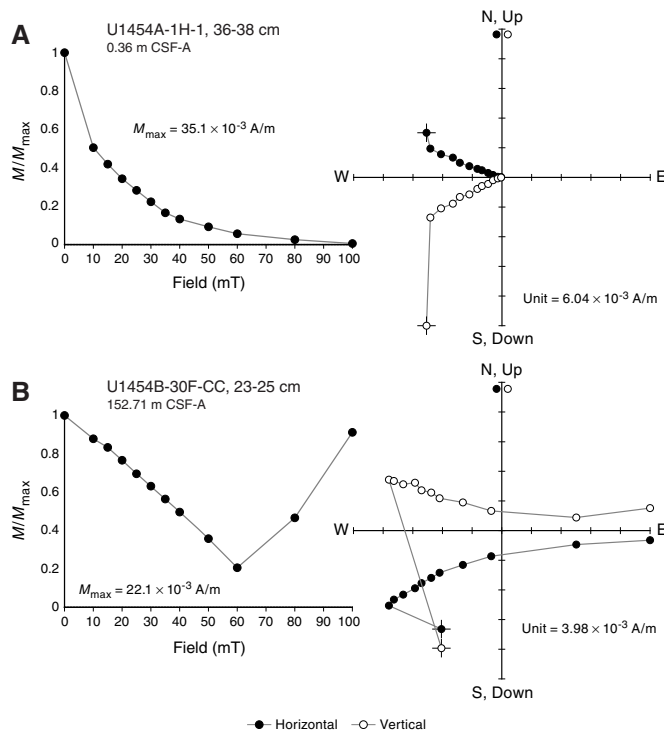 A
U1454A-1H-1, 36-38 cm
0.36 m CSF-A
M/Mmax
1
0.8
0.6
0.4
0.2
0
Mmax = 35.1 × 10-3 A/m
0 10 20 30 40 50 60 70 80 90 100
Field (mT)
N, Up
W
E
Unit = 6.04 × 10-3 A/m
S, Down
B
U1454B-30F-CC, 23-25 cm
152.71 m CSF-A
M/Mmax
1
0.8
0.6
0.4
0.2
0
Mmax = 22.1 × 10-3 A/m
0 10 20 30 40 50 60 70 80 90 100
Field (mT)
N, Up
W
E
Unit = 3.98 × 10-3 A/m
S, Down
Horizontal Vertical